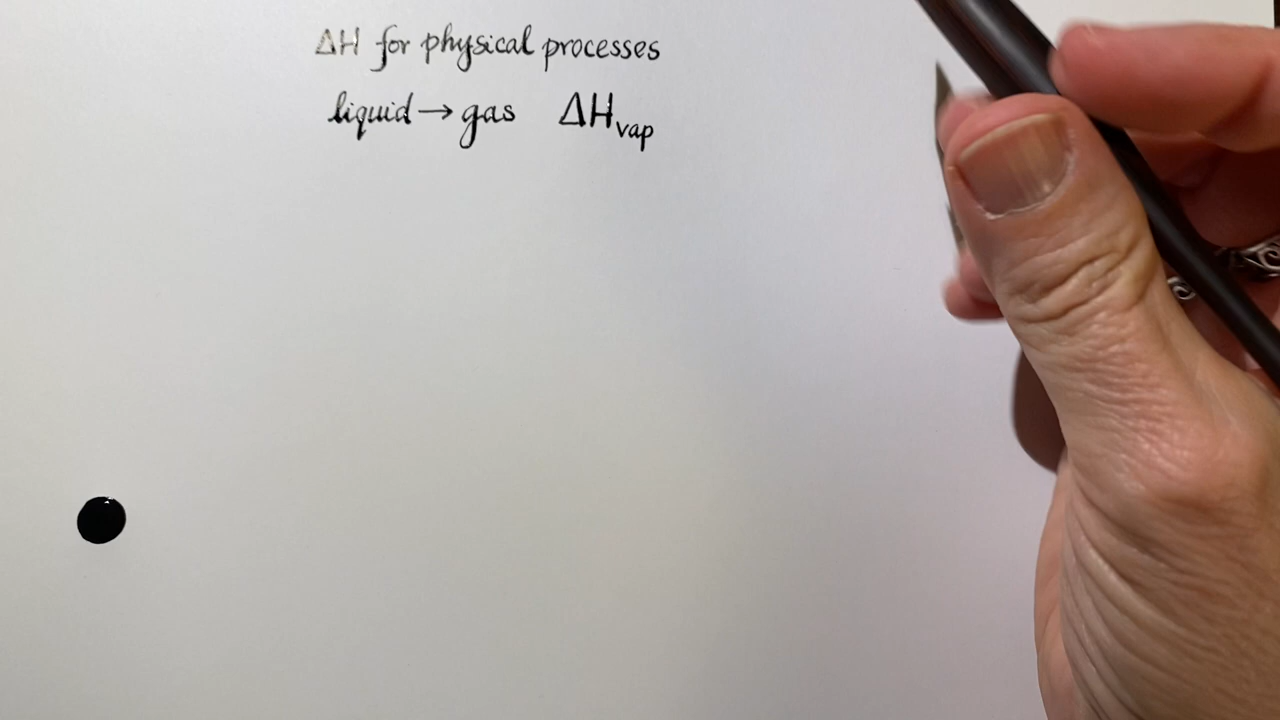 ΔH for physical processes
liquid → gas ΔH_vap